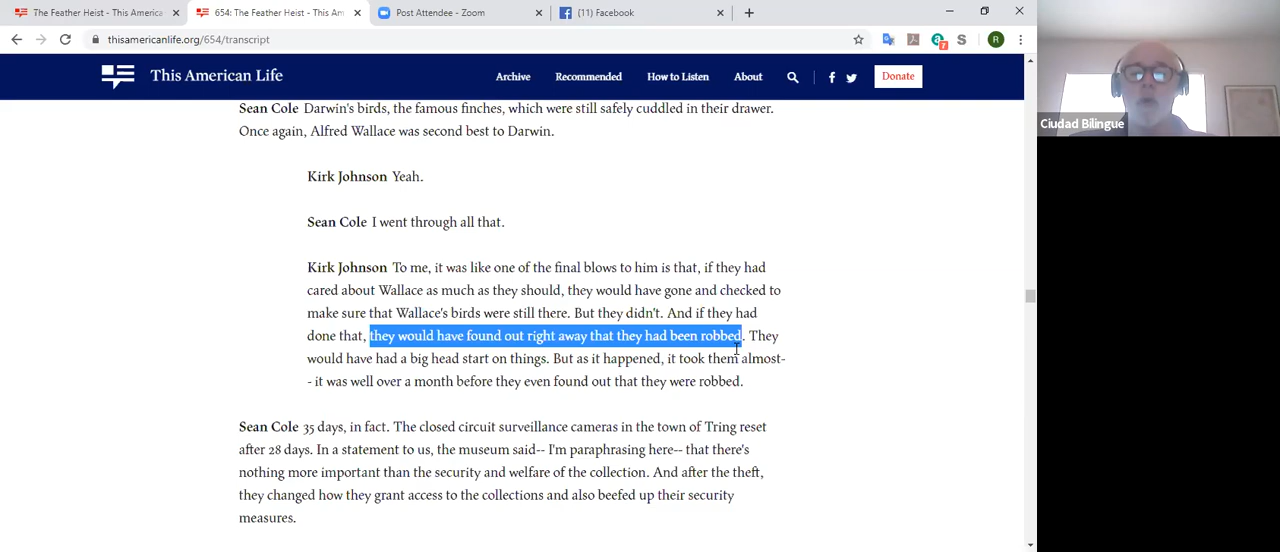 The Feather Heist - This America
654: The Feather Heist - This Am
Post Attendee - Zoom
(11) Facebook
thisamericanlife.org/654/transcript
7
S
R
This American Life
Archive
Recommended
How to Listen
About
Donate
Ciudad Bilingue
Sean Cole Darwin's birds, the famous finches, which were still safely cuddled in their drawer.
Once again, Alfred Wallace was second best to Darwin.
Kirk Johnson Yeah.
Sean Cole I went through all that.
Kirk Johnson To me, it was like one of the final blows to him is that, if they had
cared about Wallace as much as they should, they would have gone and checked to
make sure that Wallace's birds were still there. But they didn't. And if they had
done that, they would have found out right away that they had been robbed. They
would have had a big head start on things. But as it happened, it took them almost-
- it was well over a month before they even found out that they were robbed.
Sean Cole 35 days, in fact. The closed circuit surveillance cameras in the town of Tring reset
after 28 days. In a statement to us, the museum said-- I'm paraphrasing here-- that there's
nothing more important than the security and welfare of the collection. And after the theft,
they changed how they grant access to the collections and also beefed up their security
measures.